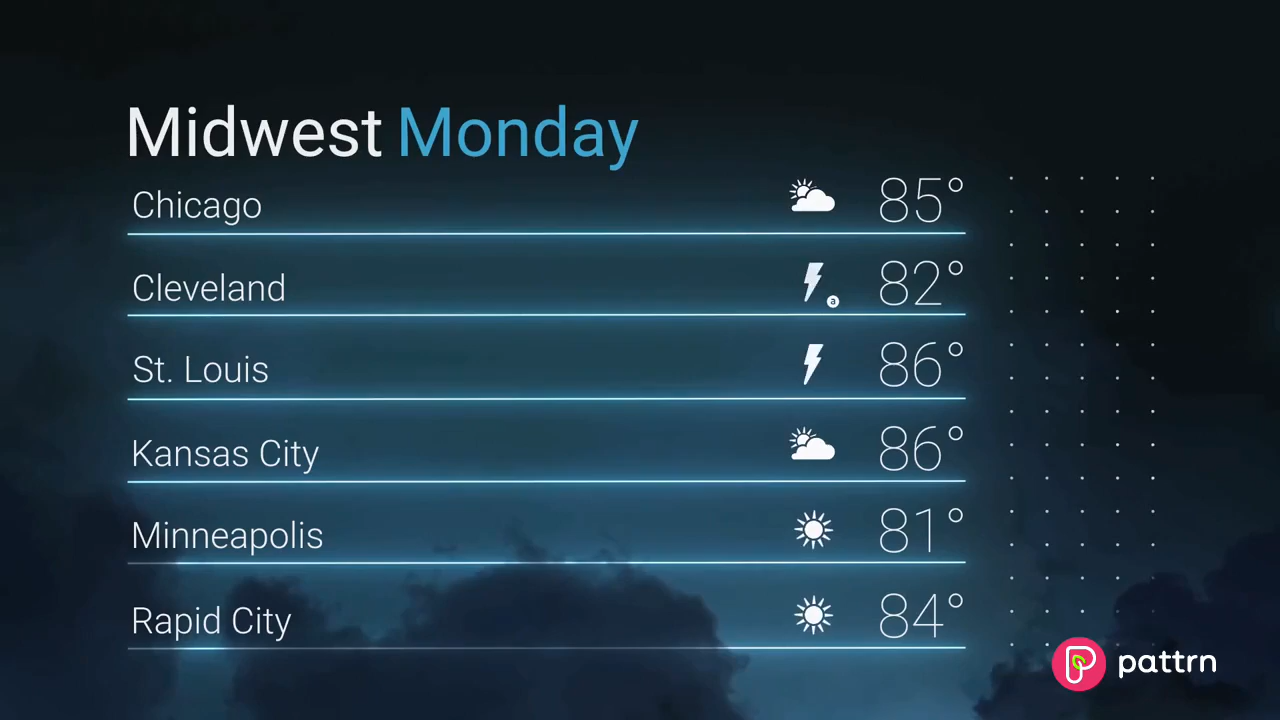 Midwest Monday
Chicago 85°
Cleveland a 82°
St. Louis 86°
Kansas City 86°
Minneapolis 81°
Rapid City 84°
pattrn